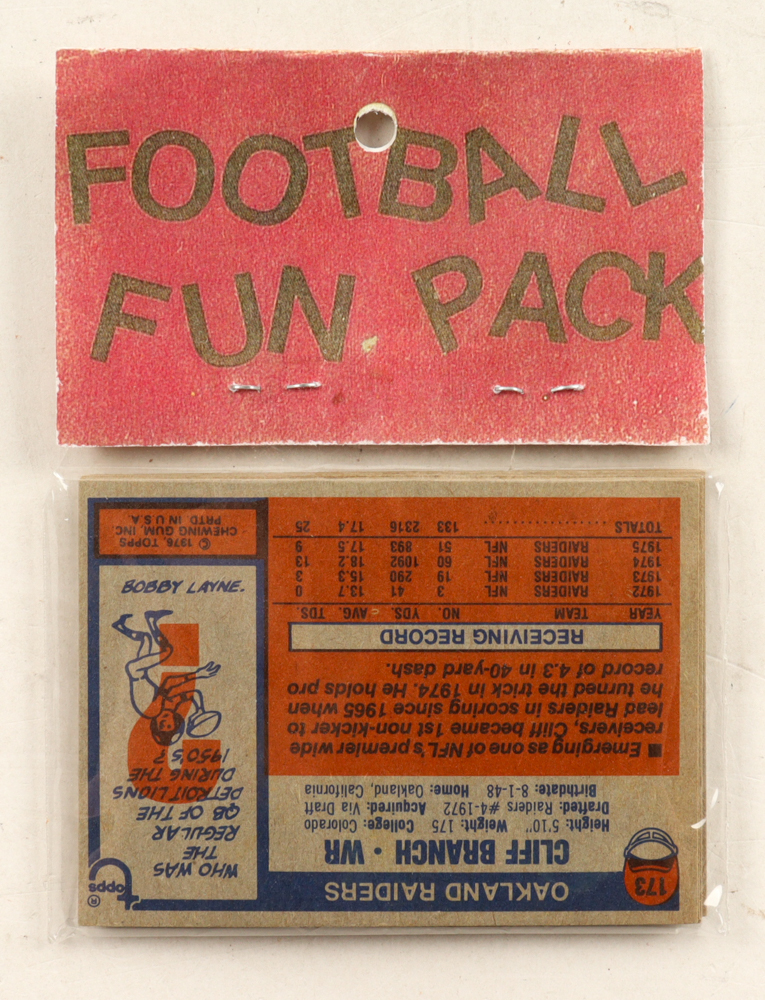 FOOTBALL
FUN PACK
173
OAKLAND RAIDERS
CLIFF BRANCH • WR
Height: 5'10" Weight: 175 College: Colorado
Drafted: Raiders #4-1972 Acquired: Via Draft
Birthdate: 8-1-48 Home: Oakland, California
■ Emerging as one of NFL's premier wide
receivers, Cliff became 1st non-kicker to
lead Raiders in scoring since 1965 when
he turned the trick in 1974. He holds pro
record of 4.3 in 40-yard dash.
RECEIVING RECORD
YEAR TEAM NO. YDS. AVG. TDS.
1972 RAIDERS NFL 3 41 13.7 0
1973 RAIDERS NFL 19 290 15.3 3
1974 RAIDERS NFL 60 1092 18.2 13
1975 RAIDERS NFL 51 893 17.5 9
TOTALS 133 2316 17.4 25
Topps ®
WHO WAS
THE
REGULAR
QB OF THE
DETROIT LIONS
DURING THE
1950'S?
BOBBY LAYNE.
© 1976, TOPPS
CHEWING GUM, INC.
PRTD. IN U.S.A.